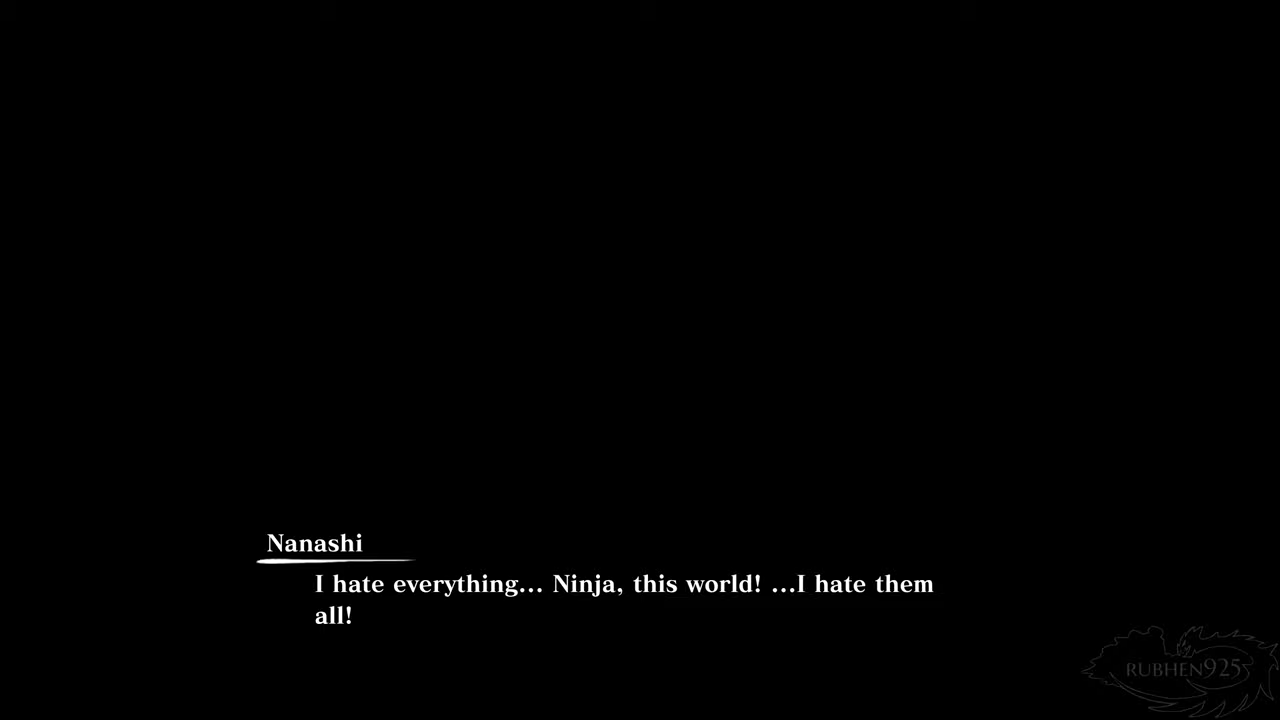 Nanashi
I hate everything... Ninja, this world! ...I hate them
all!
RUBHEN925